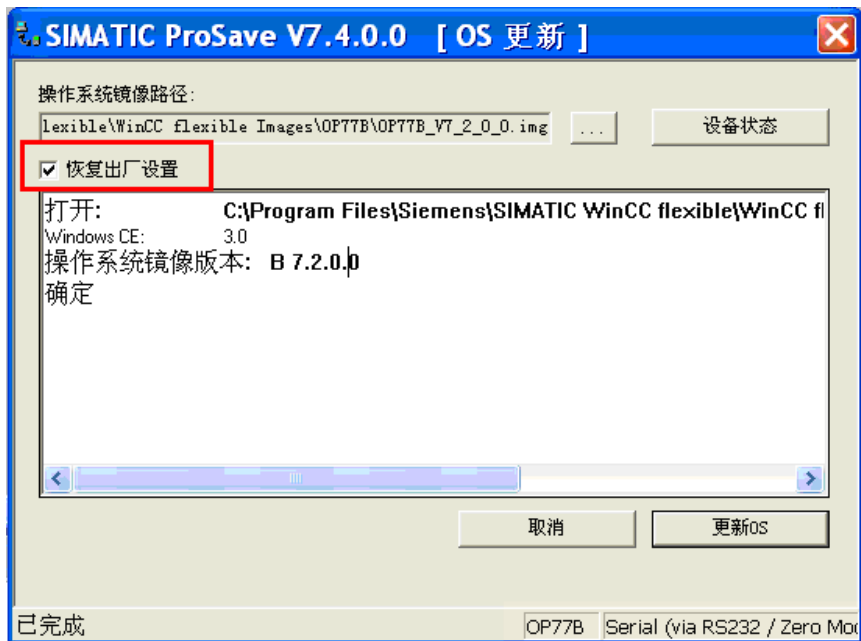 SIMATIC ProSave V7.4.0.0 [ OS 更新 ]
操作系统镜像路径:
lexible\WinCC flexible Images\OP77B\OP77B_V7_2_0_0.img ... 设备状态
恢复出厂设置
打开: C:\Program Files\Siemens\SIMATIC WinCC flexible\WinCC fl
Windows CE: 3.0
操作系统镜像版本: B 7.2.0.0
确定
取消 更新OS
已完成 OP77B Serial (via RS232 / Zero Mo